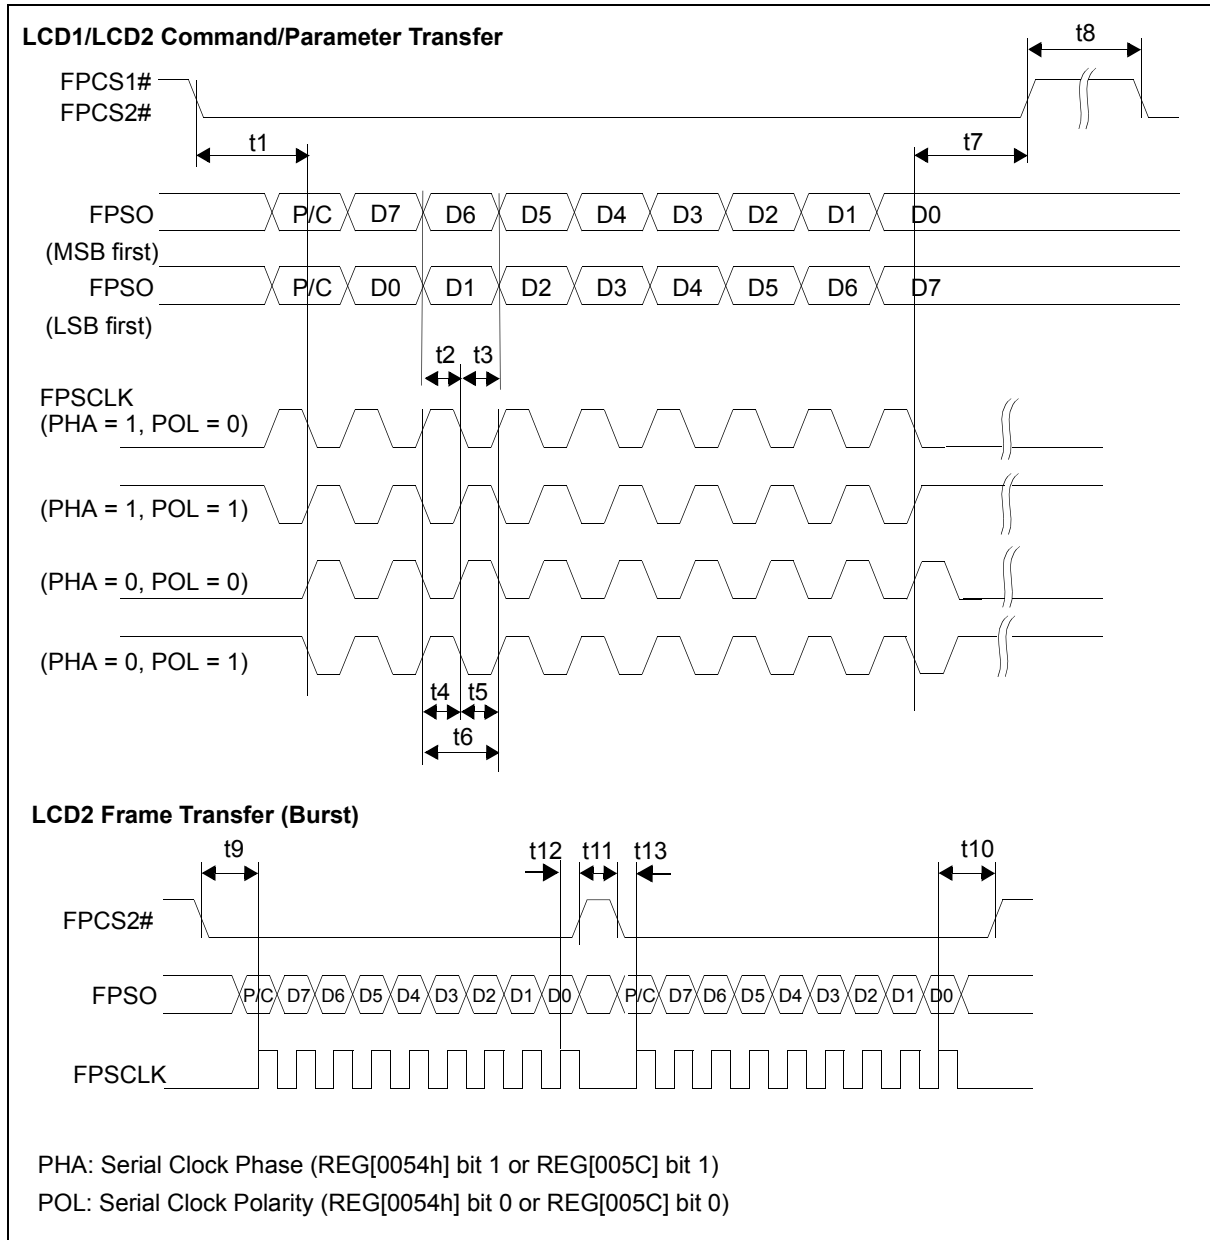 LCD1/LCD2 Command/Parameter Transfer
t8
FPCS1#
FPCS2#
t1
t7
FPSO P/C D7 D6 D5 D4 D3 D2 D1 D0
(MSB first)
FPSO P/C D0 D1 D2 D3 D4 D5 D6 D7
(LSB first)
t2 t3
FPSCLK
(PHA = 1, POL = 0)
(PHA = 1, POL = 1)
(PHA = 0, POL = 0)
(PHA = 0, POL = 1)
t4 t5
t6
LCD2 Frame Transfer (Burst)
t9 t12 t11 t13 t10
FPCS2#
FPSO P/C D7 D6 D5 D4 D3 D2 D1 D0 P/C D7 D6 D5 D4 D3 D2 D1 D0
FPSCLK
PHA: Serial Clock Phase (REG[0054h] bit 1 or REG[005C] bit 1)
POL: Serial Clock Polarity (REG[0054h] bit 0 or REG[005C] bit 0)